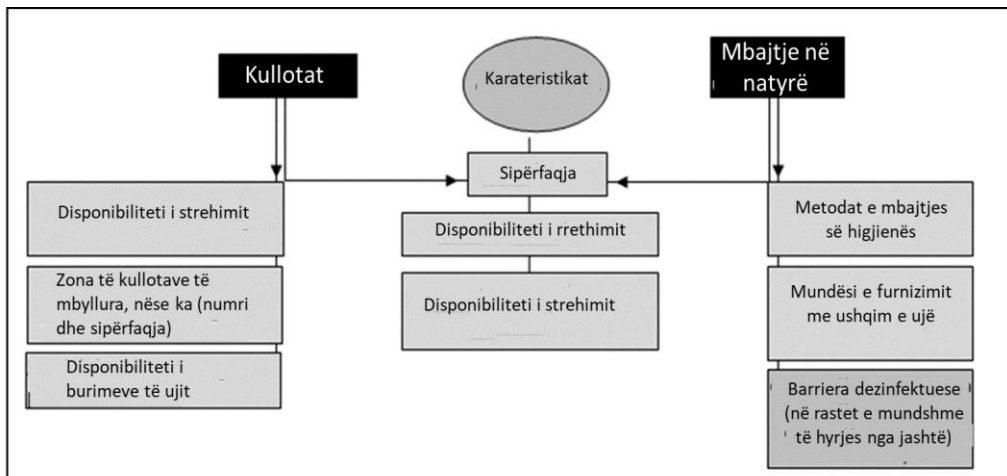 Kullotat
Karateristikat
Mbajtje në
natyrë
Sipërfaqja
Disponibiliteti i strehimit
Zona të kullotave të
mbyllura, nëse ka (numri
dhe sipërfaqja)
Disponibiliteti i
burimeve të ujit
Disponibiliteti i rrethimit
Disponibiliteti i strehimit
Metodat e mbajtjes
së higjienës
Mundësi e furnizimit
me ushqim e ujë
Barriera dezinfektuese
(në rastet e mundshme
të hyrjes nga jashtë)